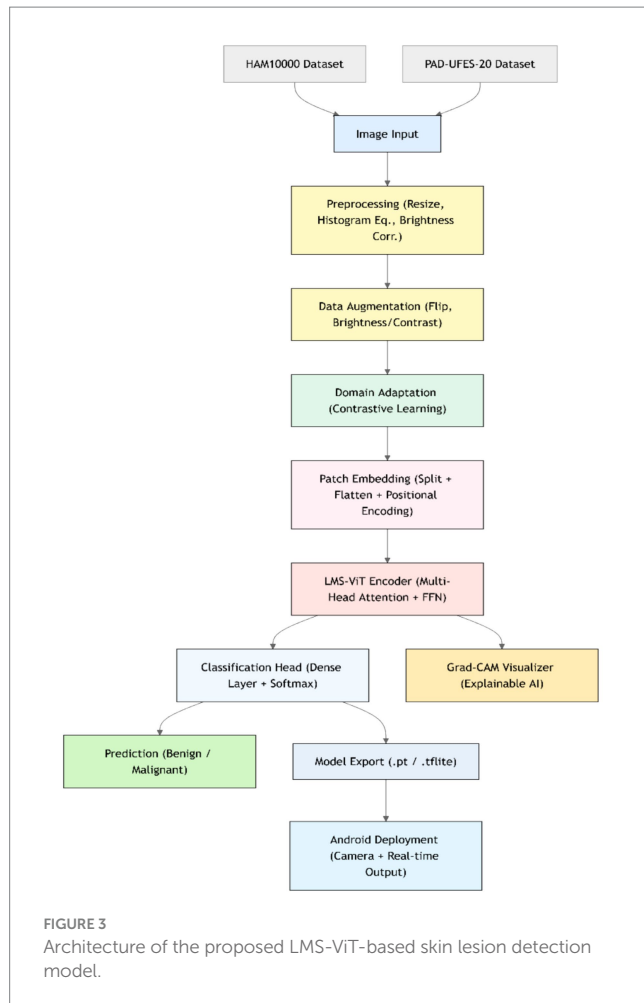 HAM10000 Dataset
PAD-UFES-20 Dataset
Image Input
Preprocessing (Resize,
Histogram Eq., Brightness
Corr.)
Data Augmentation (Flip,
Brightness/Contrast)
Domain Adaptation
(Contrastive Learning)
Patch Embedding (Split +
Flatten + Positional
Encoding)
LMS-ViT Encoder (Multi-
Head Attention + FFN)
Classification Head (Dense
Layer + Softmax)
Grad-CAM Visualizer
(Explainable AI)
Prediction (Benign /
Malignant)
Model Export (.pt / .tflite)
Android Deployment
(Camera + Real-time
Output)
FIGURE 3
Architecture of the proposed LMS-ViT-based skin lesion detection
model.